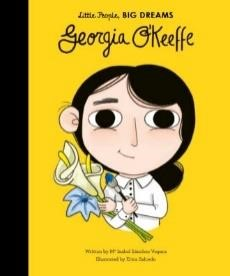 Little People, BIG DREAMS
Georgia O'Keeffe
Written by Mª Isabel Sánchez Vegara
Illustrated by Erica Salcedo